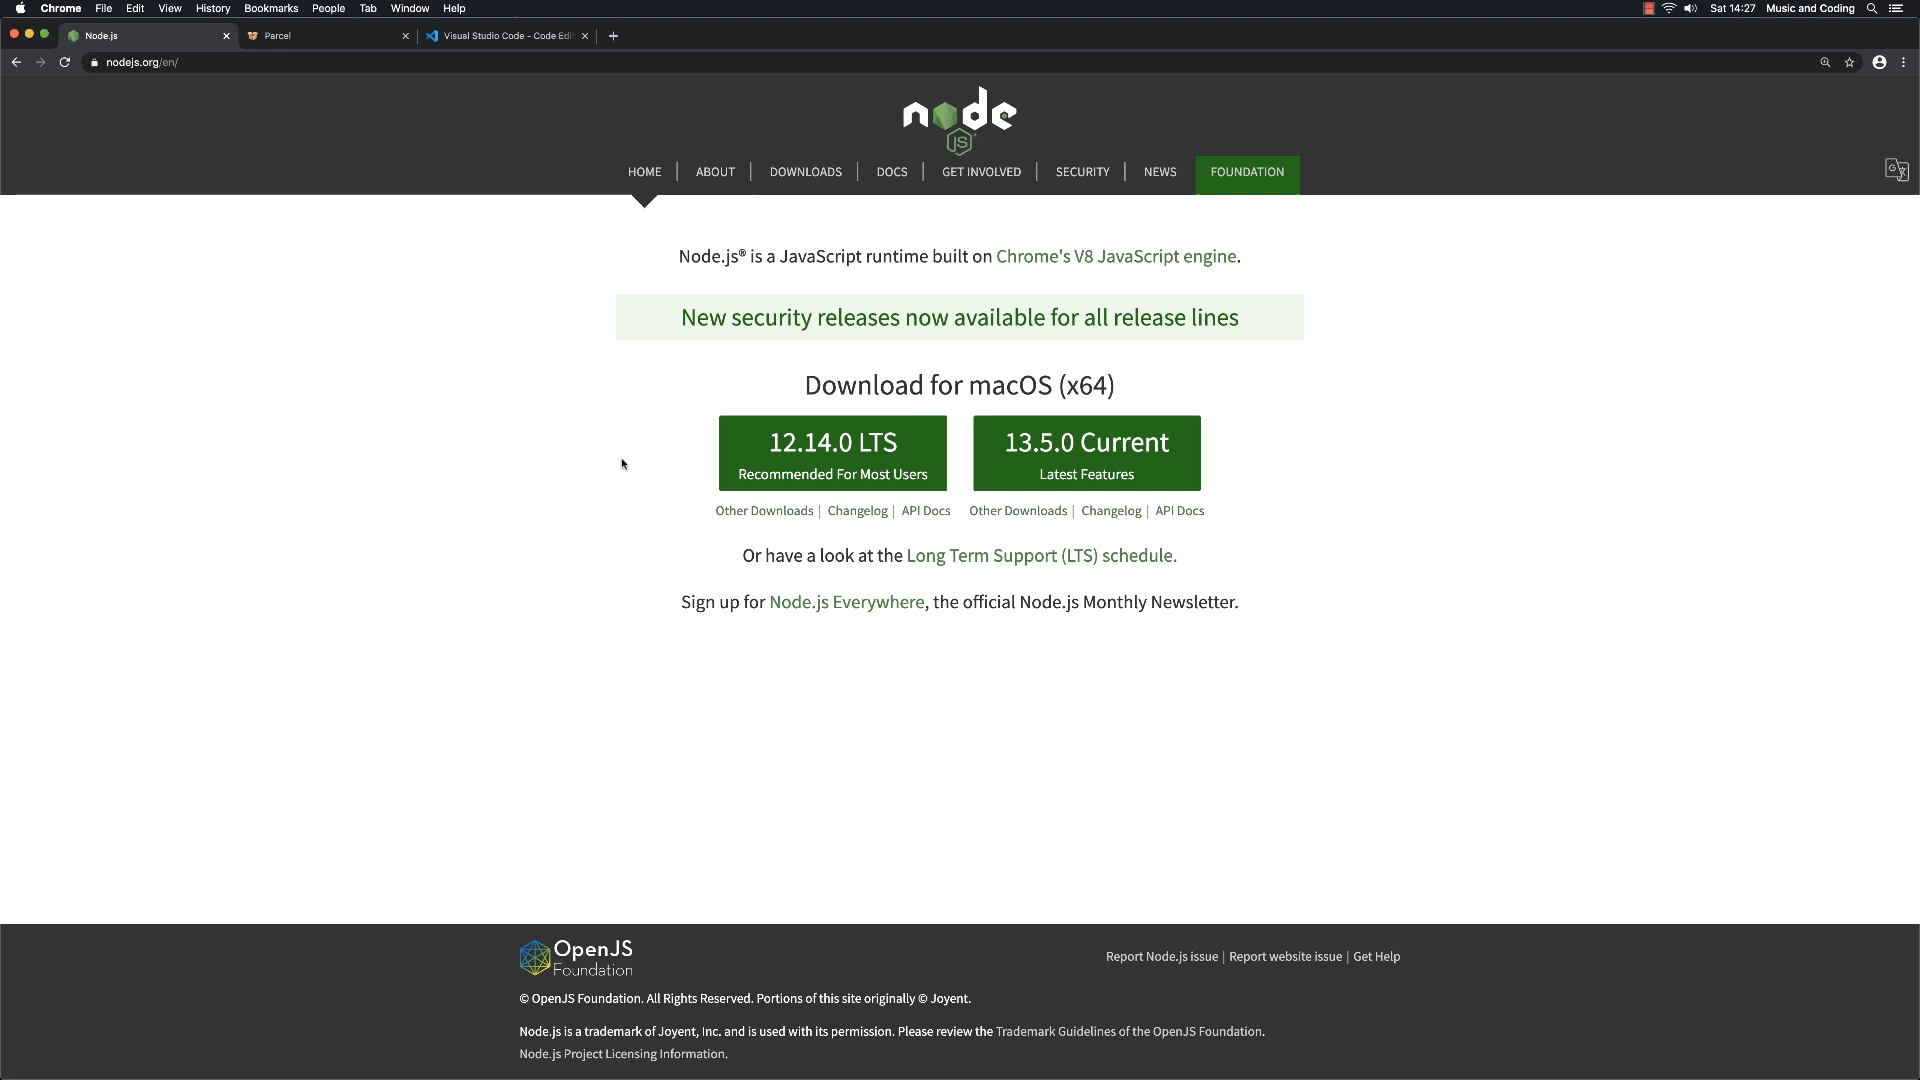 Chrome File Edit View History Bookmarks People Tab Window Help Sat 14:27 Music and Coding
Node.js Parcel Visual Studio Code - Code Edi
nodejs.org/en/
node
JS
HOME ABOUT DOWNLOADS DOCS GET INVOLVED SECURITY NEWS FOUNDATION
Node.js® is a JavaScript runtime built on Chrome's V8 JavaScript engine.
New security releases now available for all release lines
Download for macOS (x64)
12.14.0 LTS 13.5.0 Current
Recommended For Most Users Latest Features
Other Downloads | Changelog | API Docs Other Downloads | Changelog | API Docs
Or have a look at the Long Term Support (LTS) schedule.
Sign up for Node.js Everywhere, the official Node.js Monthly Newsletter.
OpenJS
Foundation
Report Node.js issue | Report website issue | Get Help
© OpenJS Foundation. All Rights Reserved. Portions of this site originally © Joyent.
Node.js is a trademark of Joyent, Inc. and is used with its permission. Please review the Trademark Guidelines of the OpenJS Foundation.
Node.js Project Licensing Information.